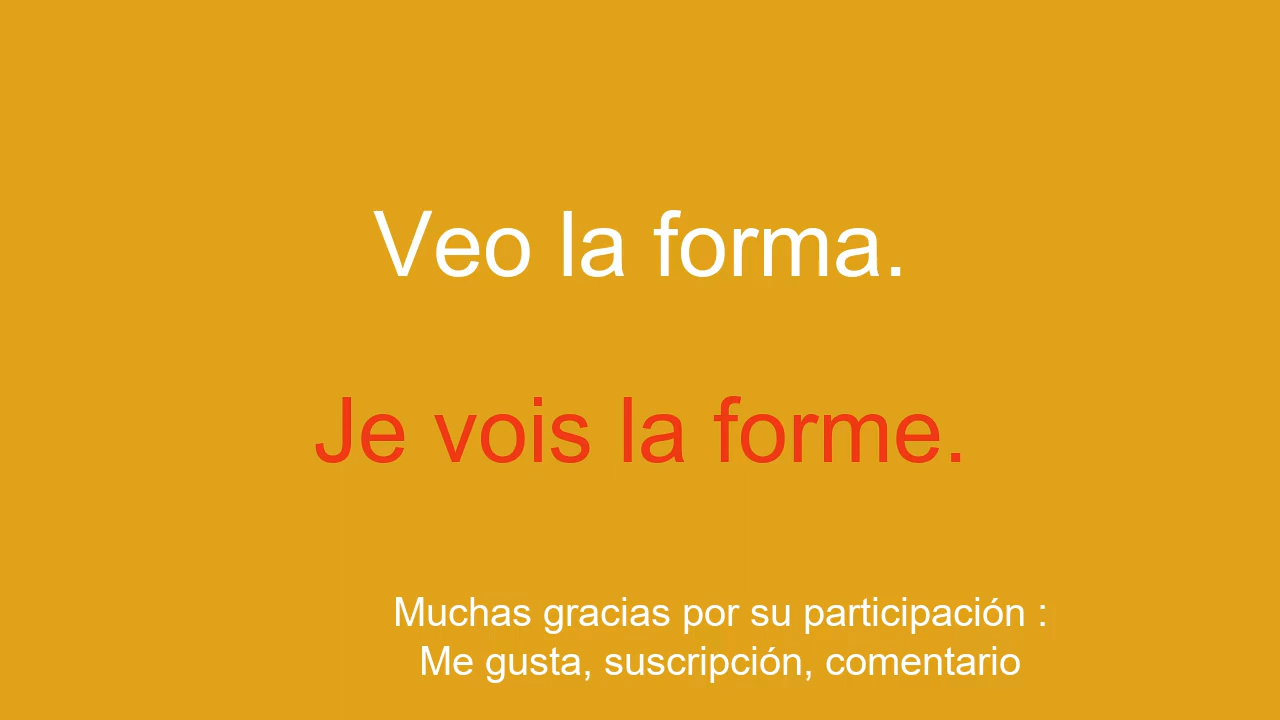 Veo la forma.
Je vois la forme.
Muchas gracias por su participación :
Me gusta, suscripción, comentario